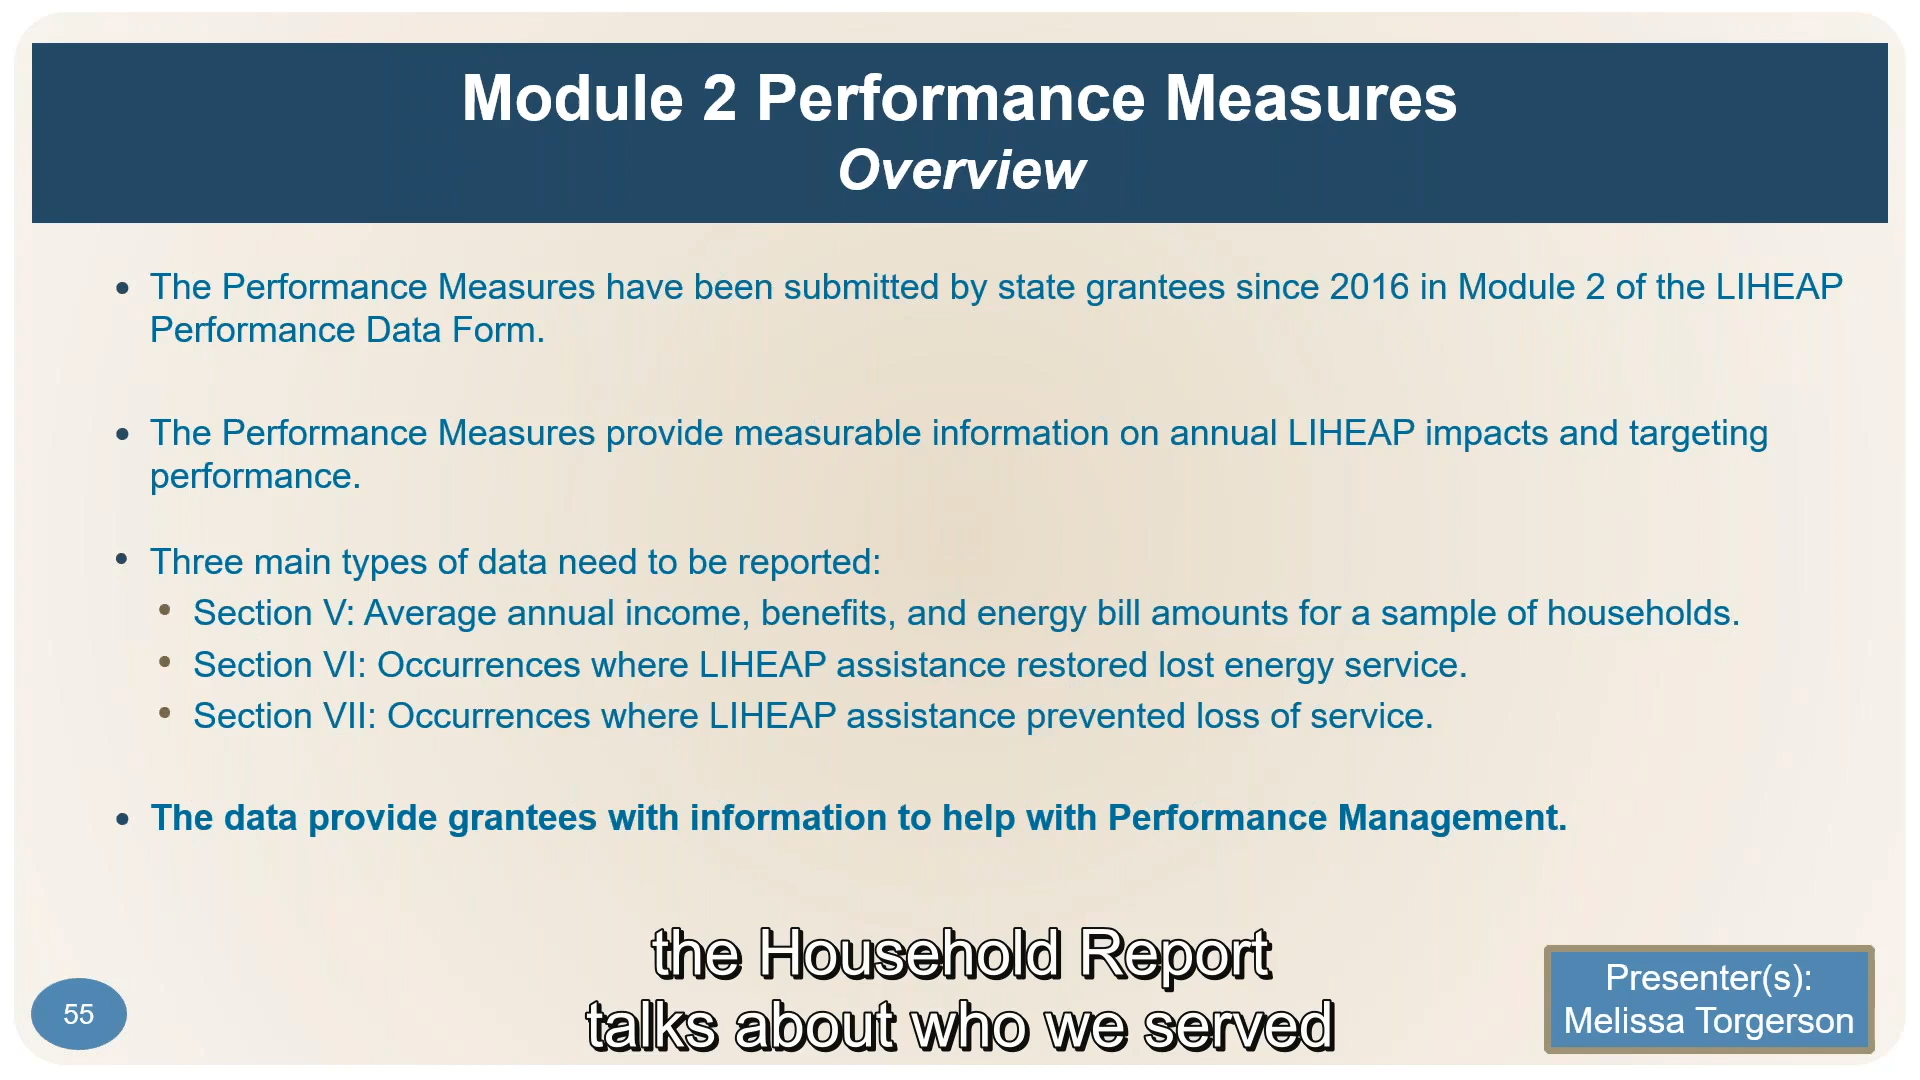 Module 2 Performance Measures
Overview
• The Performance Measures have been submitted by state grantees since 2016 in Module 2 of the LIHEAP
Performance Data Form.
• The Performance Measures provide measurable information on annual LIHEAP impacts and targeting
performance.
• Three main types of data need to be reported:
• Section V: Average annual income, benefits, and energy bill amounts for a sample of households.
• Section VI: Occurrences where LIHEAP assistance restored lost energy service.
• Section VII: Occurrences where LIHEAP assistance prevented loss of service.
• The data provide grantees with information to help with Performance Management.
the Household Report
talks about who we served
55
Presenter(s):
Melissa Torgerson